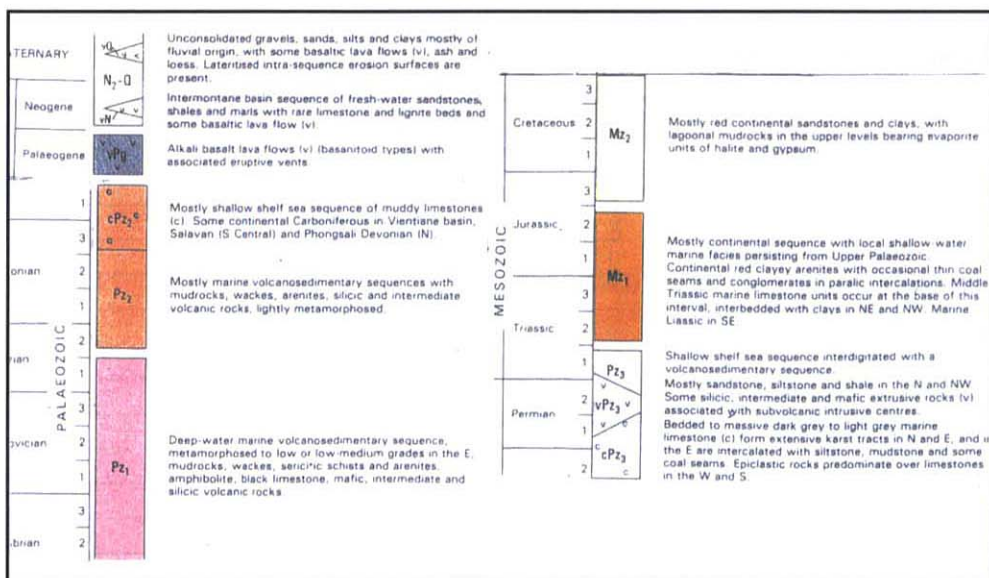 TERNARY
Neogene
Palaeogene
vQ
v c
N₂-Q
v v
vN
v v
vPg
v
Unconsolidated gravels, sands, silts and clays mostly of
fluvial origin, with some basaltic lava flows (v), ash and
loess. Lateritised intra-sequence erosion surfaces are
present.
Intermontane basin sequence of fresh-water sandstones,
shales and marls with rare limestone and lignite beds and
some basaltic lava flow (v).
Alkali basalt lava flows (v) (basanitoid types) with
associated eruptive vents
PALAEOZOIC
onian
rian
ovician
brian
1
3
2
1
2
1
3
2
1
3
2
c
cPz₂ c
c
Mostly shallow shelf sea sequence of muddy limestones
(c). Some continental Carboniferous in Vientiane basin,
Salavan (S Central) and Phongsali Devonian (N).
Pz₂
Mostly marine volcanosedimentary sequences with
mudrocks, wackes, arenites, silicic and intermediate
volcanic rocks, lightly metamorphosed.
Pz₁
Deep-water marine volcanosedimentary sequence,
metamorphosed to low or low-medium grades in the E,
mudrocks, wackes, sericitic schists and arenites,
amphibolite, black limestone, mafic, intermediate and
silicic volcanic rocks
MESOZOIC
Cretaceous
Jurassic
Triassic
Permian
3
2
1
3
2
1
3
2
1
2
1
2
Mz₂
Mostly red continental sandstones and clays, with
lagoonal mudrocks in the upper levels bearing evaporite
units of halite and gypsum.
Mz₁
Mostly continental sequence with local shallow-water
marine facies persisting from Upper Palaeozoic.
Continental red clayey arenites with occasional thin coal
seams and conglomerates in paralic intercalations. Middle
Triassic marine limestone units occur at the base of this
interval, interbedded with clays in NE and NW. Marine
Liassic in SE.
Pz₃
v
vPz₃ v
v c
c
cPz₃
c
Shallow shelf sea sequence interdigitated with a
volcanosedimentary sequence.
Mostly sandstone, siltstone and shale in the N and NW
Some silicic, intermediate and mafic extrusive rocks (v)
associated with subvolcanic intrusive centres.
Bedded to massive dark grey to light grey marine
limestone (c) form extensive karst tracts in N and E, and i
the E are intercalated with siltstone, mudstone and some
coal seams. Epiclastic rocks predominate over limestones
in the W and S.